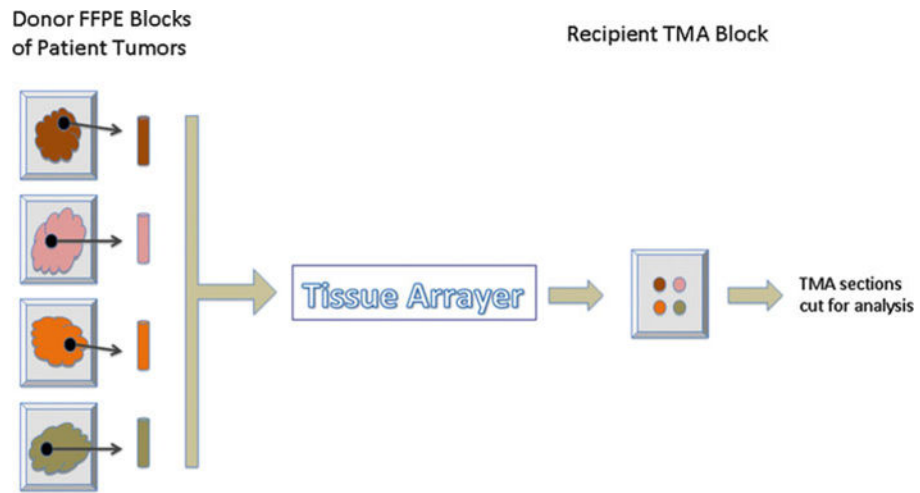 Donor FFPE Blocks
of Patient Tumors
Recipient TMA Block
Tissue Arrayer
TMA sections
cut for analysis